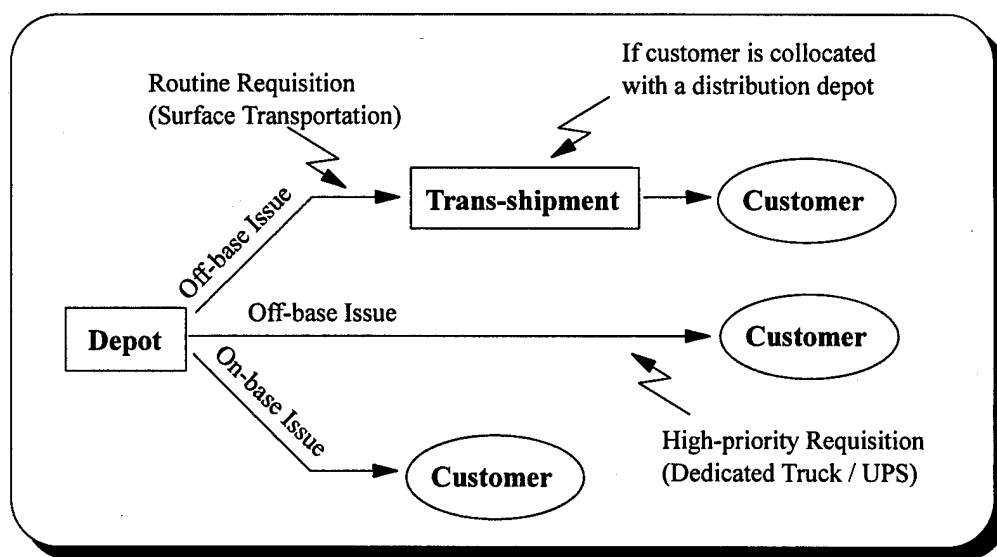 Routine Requisition
(Surface Transportation)
If customer is collocated
with a distribution depot
Off-base Issue
Trans-shipment
Customer
Depot
Off-base Issue
Customer
On-base Issue
Customer
High-priority Requisition
(Dedicated Truck / UPS)